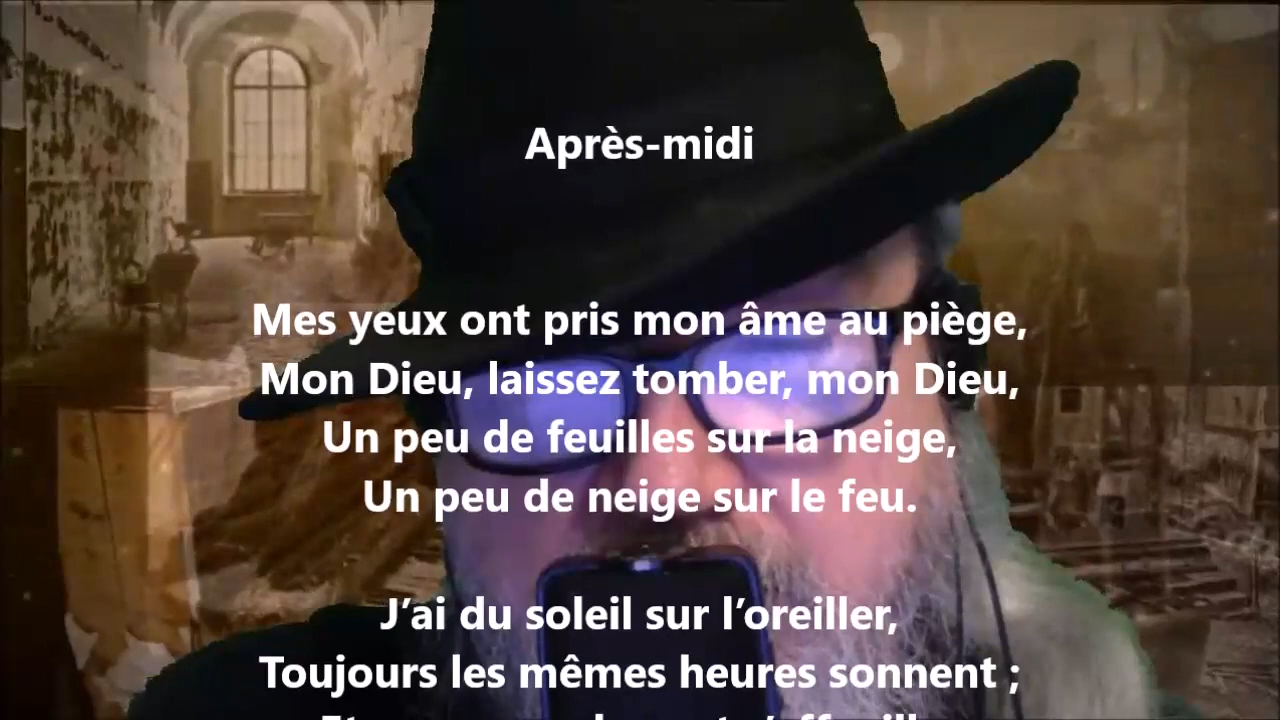 Après-midi
Mes yeux ont pris mon âme au piège,
Mon Dieu, laissez tomber, mon Dieu,
Un peu de feuilles sur la neige,
Un peu de neige sur le feu.
J’ai du soleil sur l’oreiller,
Toujours les mêmes heures sonnent ;